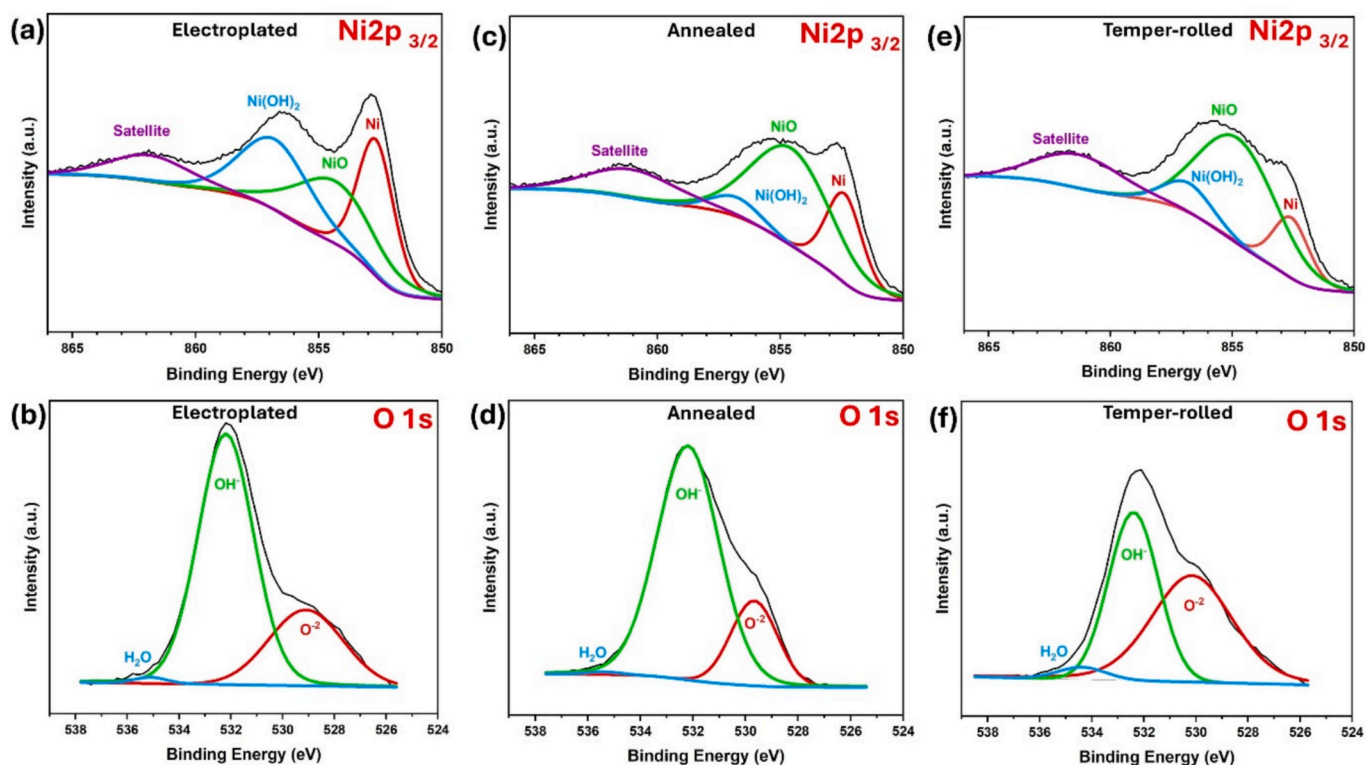 (a)
Electroplated
Ni2p 3/2
Satellite
Ni(OH)2
NiO
Ni
Intensity (a.u.)
865 860 855 850
Binding Energy (eV)
(c)
Annealed
Ni2p 3/2
Satellite
NiO
Ni(OH)2
Ni
Intensity (a.u.)
865 860 855 850
Binding Energy (eV)
(e)
Temper-rolled
Ni2p 3/2
Satellite
NiO
Ni(OH)2
Ni
Intensity (a.u.)
865 860 855 850
Binding Energy (eV)
(b)
Electroplated
O 1s
OH-
O-2
H2O
Intensity (a.u.)
538 536 534 532 530 528 526 524
Binding Energy (eV)
(d)
Annealed
O 1s
OH-
O-2
H2O
Intensity (a.u.)
538 536 534 532 530 528 526 524
Binding Energy (eV)
(f)
Temper-rolled
O 1s
OH-
O-2
H2O
Intensity (a.u.)
538 536 534 532 530 528 526 524
Binding Energy (eV)